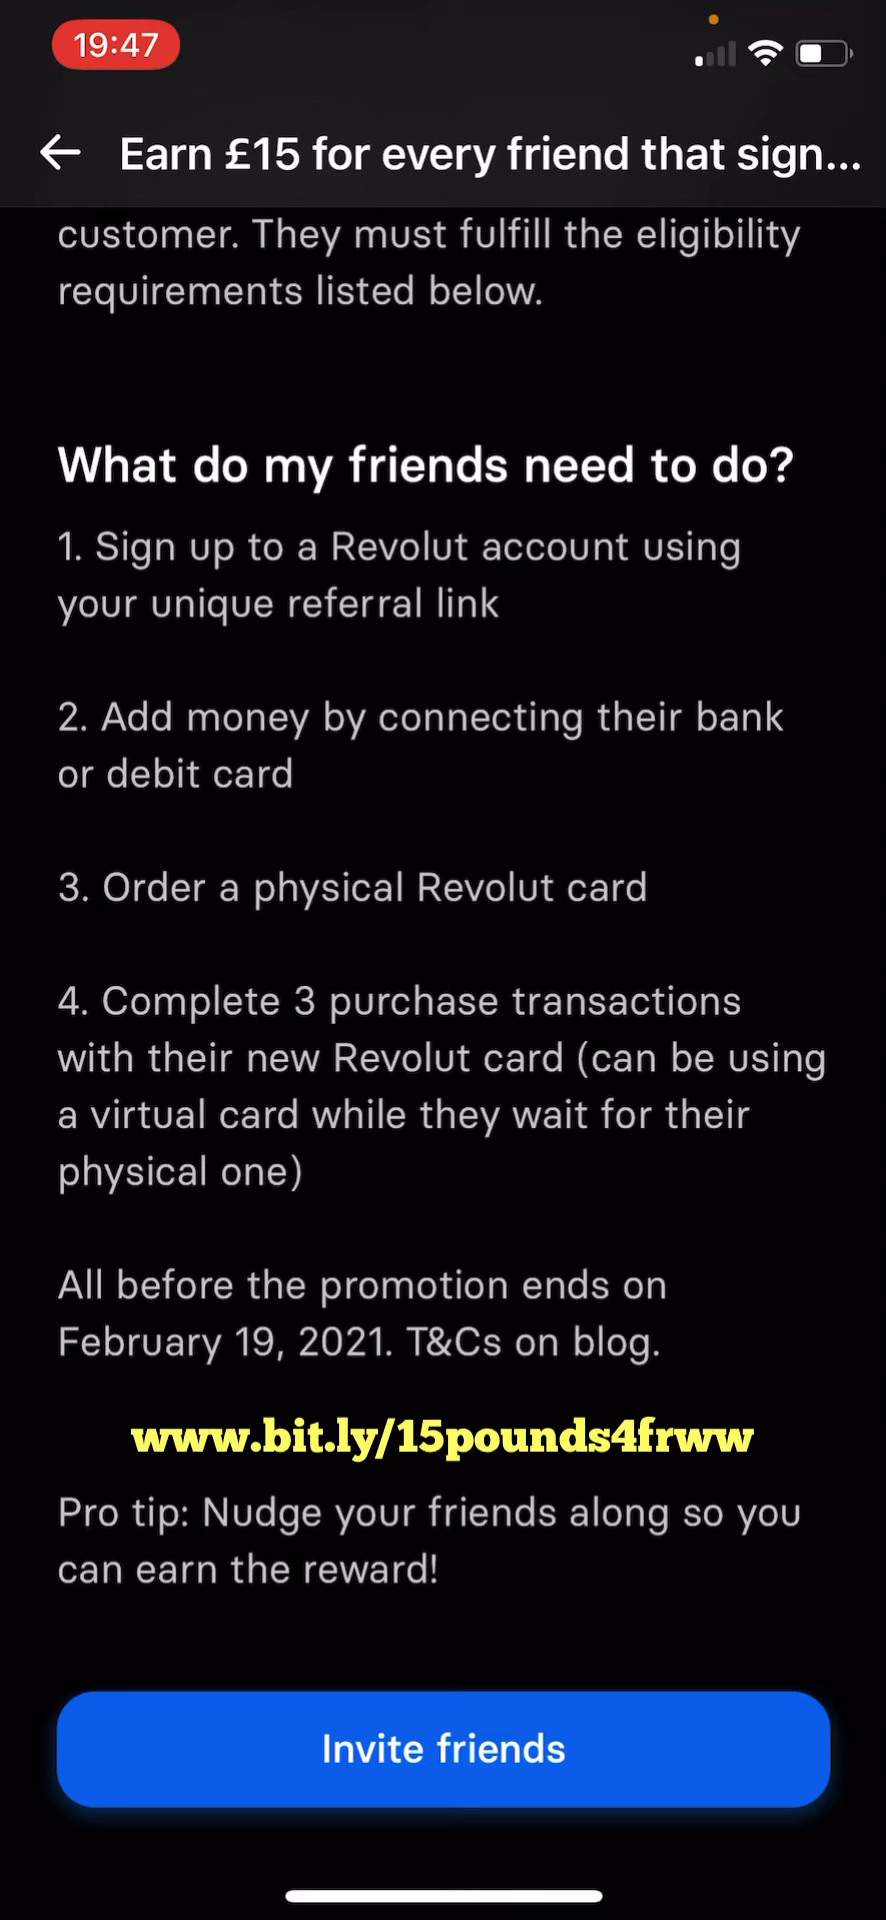 19:47
Earn £15 for every friend that sign...
customer. They must fulfill the eligibility
requirements listed below.
What do my friends need to do?
1. Sign up to a Revolut account using
your unique referral link
2. Add money by connecting their bank
or debit card
3. Order a physical Revolut card
4. Complete 3 purchase transactions
with their new Revolut card (can be using
a virtual card while they wait for their
physical one)
All before the promotion ends on
February 19, 2021. T&Cs on blog.
www.bit.ly/15pounds4frww
Pro tip: Nudge your friends along so you
can earn the reward!
Invite friends